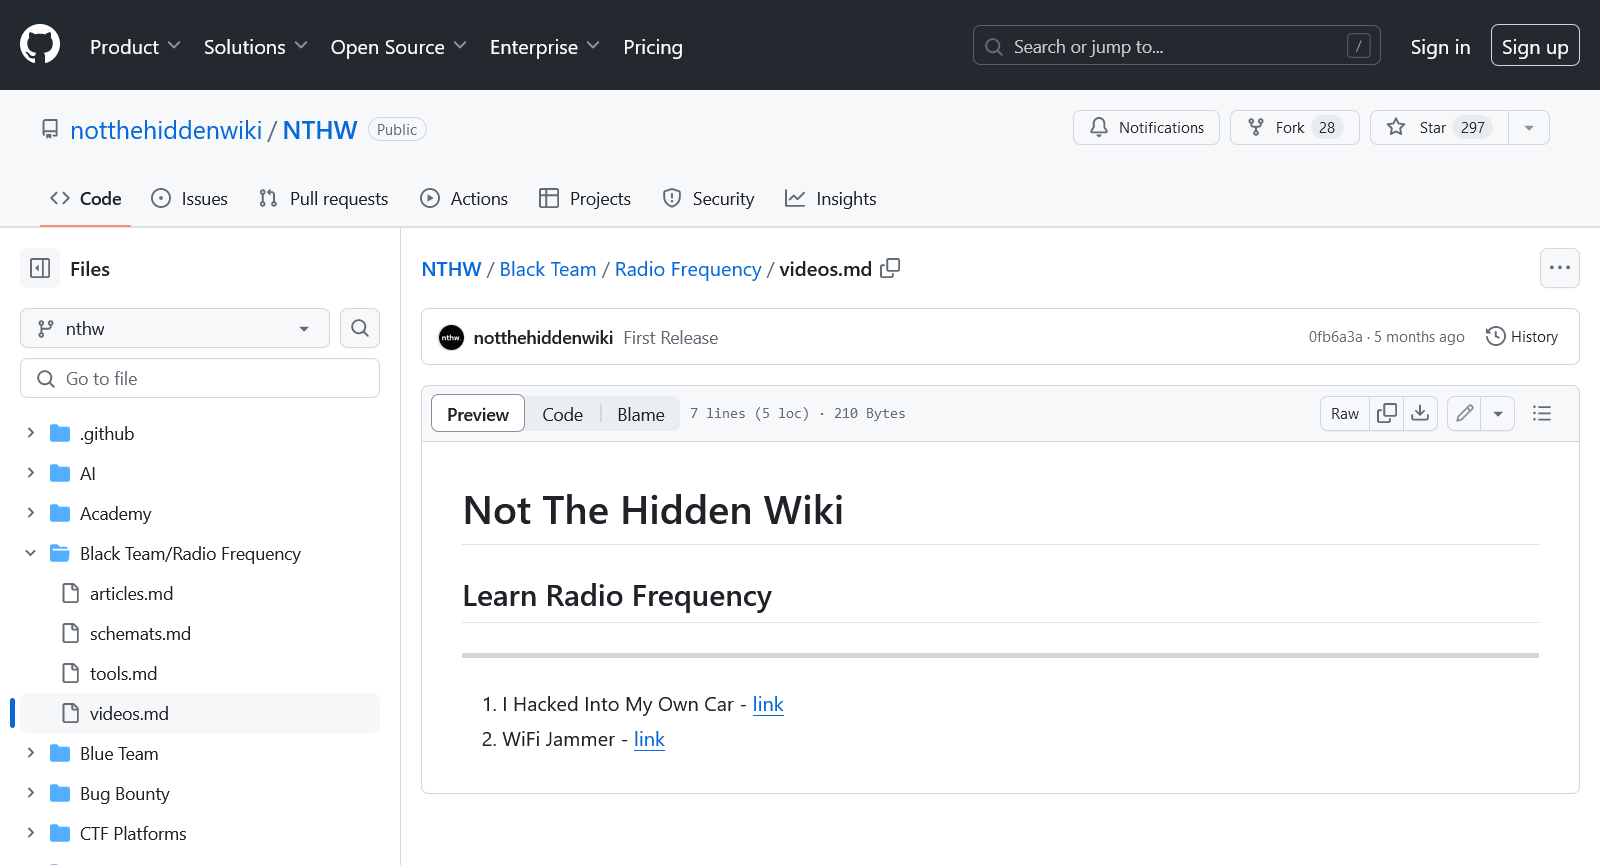 Product Solutions Open Source Enterprise Pricing Search or jump to... / Sign in Sign up
notthehiddenwiki / NTHW Public Notifications Fork 28 Star 297
Code Issues Pull requests Actions Projects Security Insights
Files
nthw
Go to file
.github
AI
Academy
Black Team/Radio Frequency
articles.md
schemats.md
tools.md
videos.md
Blue Team
Bug Bounty
CTF Platforms
NTHW / Black Team / Radio Frequency / videos.md
nthw notthehiddenwiki First Release 0fb6a3a · 5 months ago History
Preview Code Blame 7 lines (5 loc) · 210 Bytes Raw
Not The Hidden Wiki
Learn Radio Frequency
1. I Hacked Into My Own Car - link
2. WiFi Jammer - link